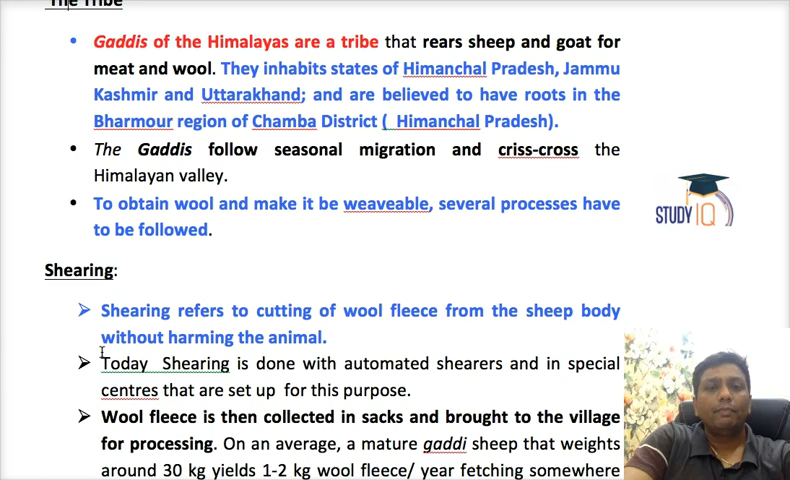 The Tribe
• Gaddis of the Himalayas are a tribe that rears sheep and goat for
meat and wool. They inhabits states of Himanchal Pradesh, Jammu
Kashmir and Uttarakhand; and are believed to have roots in the
Bharmour region of Chamba District ( Himanchal Pradesh).
• The Gaddis follow seasonal migration and criss-cross the
Himalayan valley.
• To obtain wool and make it be weaveable, several processes have
to be followed.
STUDY IQ
Shearing:
➢ Shearing refers to cutting of wool fleece from the sheep body
without harming the animal.
➢ Today Shearing is done with automated shearers and in special
centres that are set up for this purpose.
➢ Wool fleece is then collected in sacks and brought to the village
for processing. On an average, a mature gaddi sheep that weights
around 30 kg yields 1-2 kg wool fleece/ year fetching somewhere